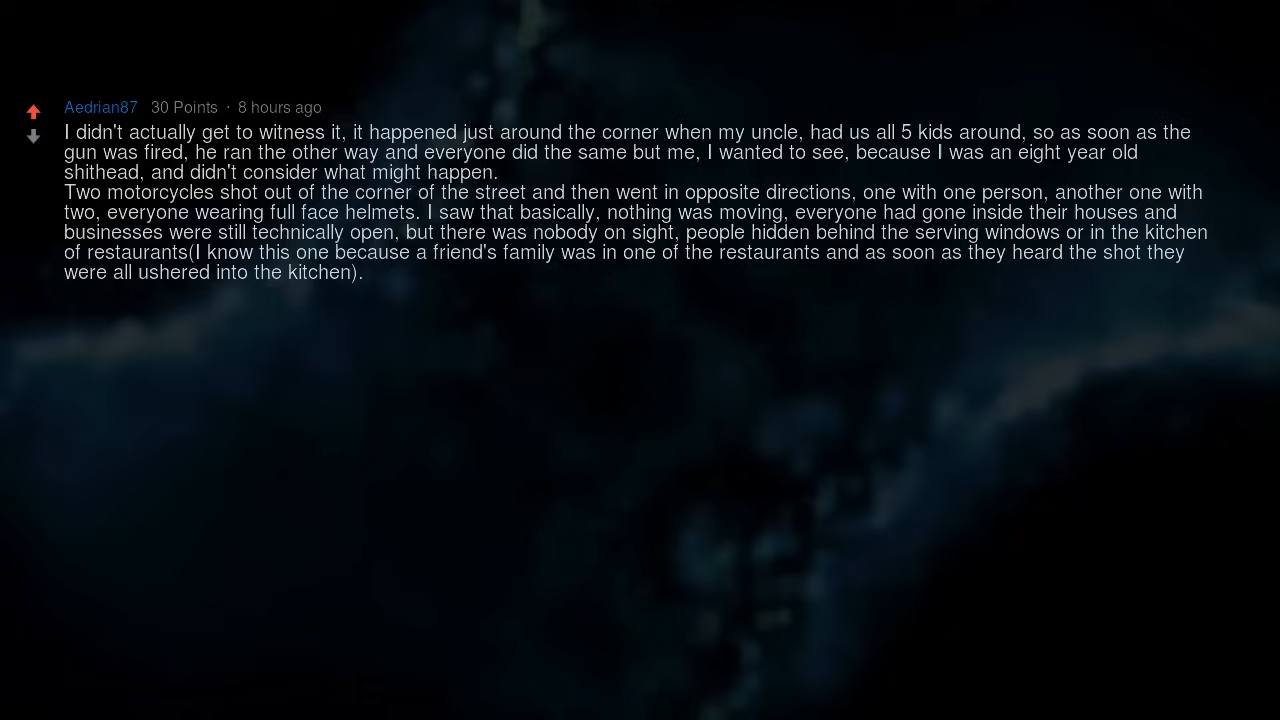 Aedrian87 30 Points · 8 hours ago
I didn't actually get to witness it, it happened just around the corner when my uncle, had us all 5 kids around, so as soon as the
gun was fired, he ran the other way and everyone did the same but me, I wanted to see, because I was an eight year old
shithead, and didn't consider what might happen.
Two motorcycles shot out of the corner of the street and then went in opposite directions, one with one person, another one with
two, everyone wearing full face helmets. I saw that basically, nothing was moving, everyone had gone inside their houses and
businesses were still technically open, but there was nobody on sight, people hidden behind the serving windows or in the kitchen
of restaurants(I know this one because a friend's family was in one of the restaurants and as soon as they heard the shot they
were all ushered into the kitchen).